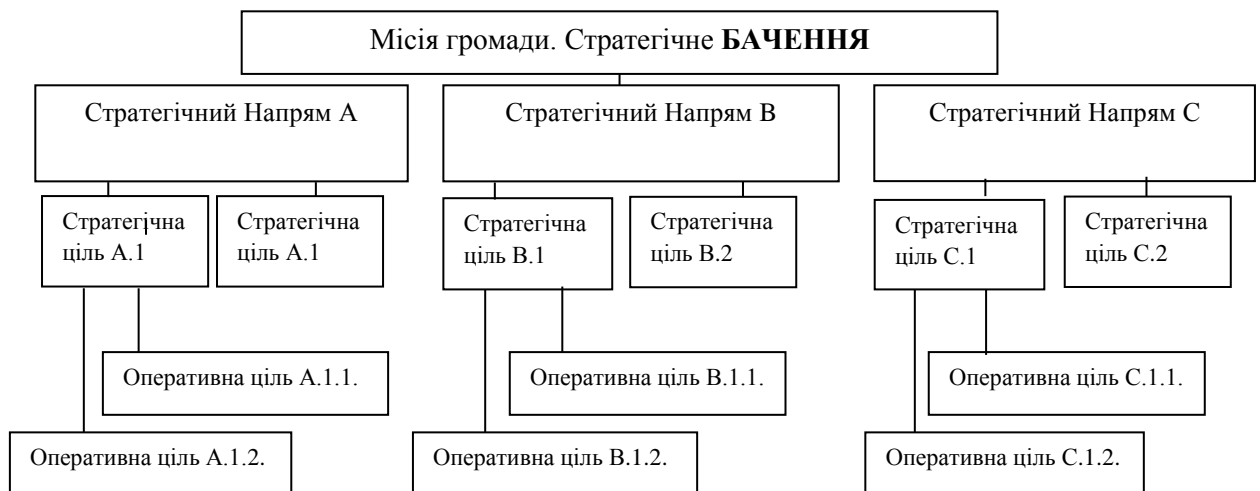 Місія громади. Стратегічне БАЧЕННЯ
Стратегічний Напрям А
Стратегічний Напрям В
Стратегічний Напрям С
Стратегічна
ціль А.1
Стратегічна
ціль А.1
Стратегічна
ціль В.1
Стратегічна
ціль В.2
Стратегічна
ціль С.1
Стратегічна
ціль С.2
Оперативна ціль А.1.1.
Оперативна ціль В.1.1.
Оперативна ціль С.1.1.
Оперативна ціль А.1.2.
Оперативна ціль В.1.2.
Оперативна ціль С.1.2.